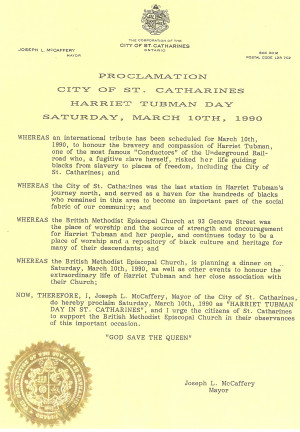 THE CORPORATION OF THE
CITY OF ST. CATHARINES
ONTARIO
JOSEPH L. McCAFFERY
MAYOR
BOX 3012
POSTAL CODE L2R 7C2
PROCLAMATION
CITY OF ST. CATHARINES
HARRIET TUBMAN DAY
SATURDAY, MARCH 10TH, 1990
WHEREAS an international tribute has been scheduled for March 10th,
1990, to honour the bravery and compassion of Harriet Tubman,
one of the most famous "Conductors" of the Underground Rail-
road who, a fugitive slave herself, risked her life guiding
blacks from slavery to places of freedom, including the City of
St. Catharines; and
WHEREAS the City of St. Catharines was the last station in Harriet Tubman's
journey north, and served as a haven for the hundreds of blacks
who remained in this area to become an important part of the social
fabric of our community; and
WHEREAS the British Methodist Episcopal Church at 93 Geneva Street was
the place of worship and the source of strength and encouragement
for Harriet Tubman and her people, and continues today to be a
place of worship and a repository of black culture and heritage for
many of their descendants; and
WHEREAS the British Methodist Episcopal Church, is planning a dinner on
Saturday, March 10th, 1990, as well as other events to honour the
extraordinary life of Harriet Tubman and her close association with
their Church;
NOW, THEREFORE, I, Joseph L. McCaffery, Mayor of the City of St. Catharines,
do hereby proclaim Saturday, March 10th, 1990 as "HARRIET TUBMAN
DAY IN ST. CATHARINES", and I urge the citizens of St. Catharines
to support the British Methodist Episcopal Church in their observances
of this important occasion.
"GOD SAVE THE QUEEN"
Joseph L. McCaffery
Mayor